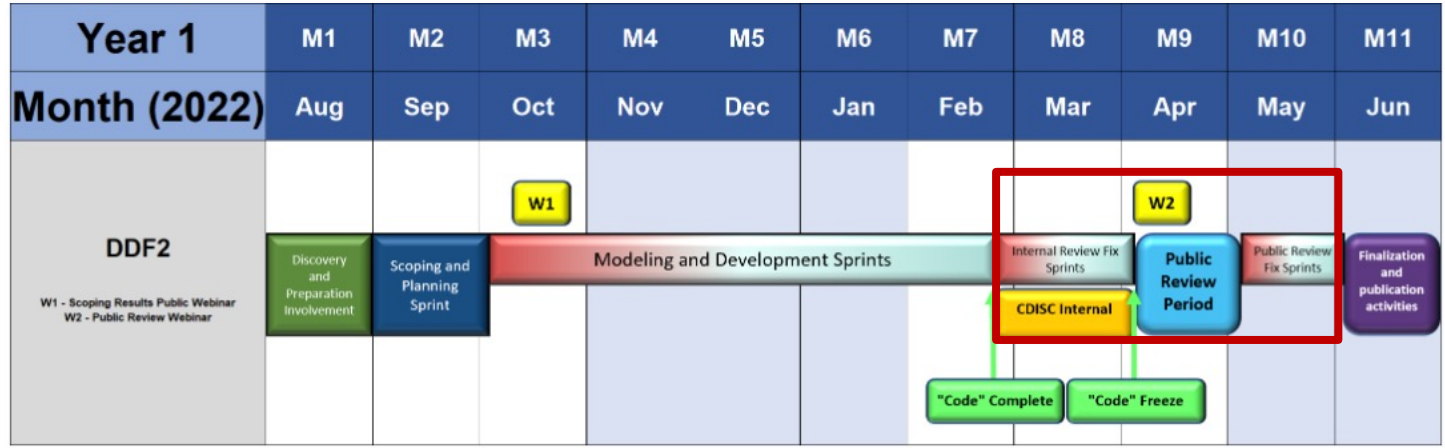 Year 1 M1 M2 M3 M4 M5 M6 M7 M8 M9 M10 M11
Month (2022) Aug Sep Oct Nov Dec Jan Feb Mar Apr May Jun
DDF2
W1 - Scoping Results Public Webinar
W2 - Public Review Webinar
W1
W2
Discovery
and
Preparation
Involvement
Scoping and
Planning
Sprint
Modeling and Development Sprints
Internal Review Fix
Sprints
CDISC Internal
Public
Review
Period
Public Review
Fix Sprints
Finalization
and
publication
activities
"Code" Complete
"Code" Freeze